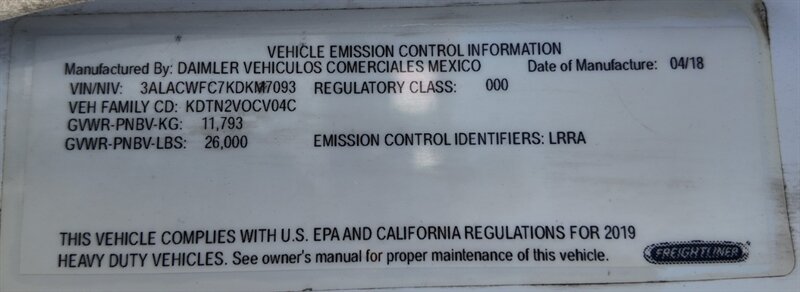 VEHICLE EMISSION CONTROL INFORMATION
Manufactured By: DAIMLER VEHICULOS COMERCIALES MEXICO Date of Manufacture: 04/18
VIN/NIV: 3ALACWFC7KDKM7093 REGULATORY CLASS: 000
VEH FAMILY CD: KDTN2VOCV04C
GVWR-PNBV-KG: 11,793
GVWR-PNBV-LBS: 26,000 EMISSION CONTROL IDENTIFIERS: LRRA
THIS VEHICLE COMPLIES WITH U.S. EPA AND CALIFORNIA REGULATIONS FOR 2019
HEAVY DUTY VEHICLES. See owner's manual for proper maintenance of this vehicle.
FREIGHTLINER